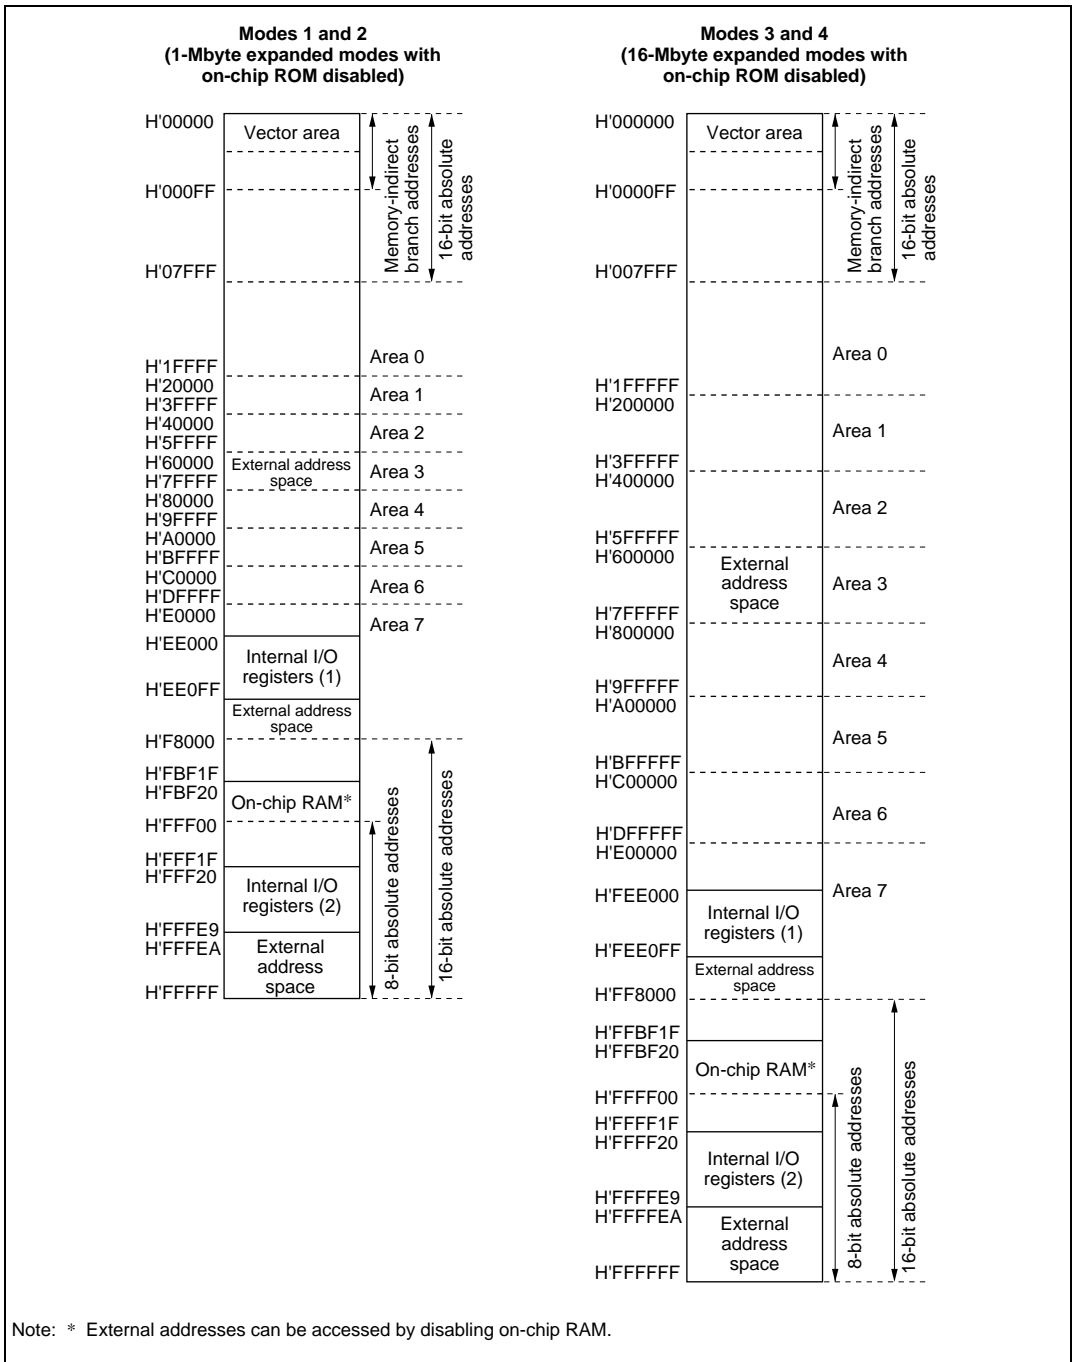 Modes 1 and 2
(1-Mbyte expanded modes with
on-chip ROM disabled)
H'00000
Vector area
H'000FF
Memory-indirect
branch addresses
16-bit absolute
addresses
H'07FFF
Area 0
H'1FFFF
H'20000
Area 1
H'3FFFF
H'40000
Area 2
H'5FFFF
H'60000
External address
space
Area 3
H'7FFFF
H'80000
Area 4
H'9FFFF
H'A0000
Area 5
H'BFFFF
H'C0000
Area 6
H'DFFFF
H'E0000
Area 7
H'EE000
Internal I/O
registers (1)
H'EE0FF
External address
space
H'F8000
H'FBF1F
H'FBF20
On-chip RAM*
H'FFF00
H'FFF1F
H'FFF20
Internal I/O
registers (2)
H'FFFE9
H'FFFEA
External
address
space
H'FFFFF
8-bit absolute addresses
16-bit absolute addresses
Modes 3 and 4
(16-Mbyte expanded modes with
on-chip ROM disabled)
H'000000
Vector area
H'0000FF
Memory-indirect
branch addresses
16-bit absolute
addresses
H'007FFF
Area 0
H'1FFFFF
H'200000
Area 1
H'3FFFFF
H'400000
Area 2
H'5FFFFF
H'600000
External
address
space
Area 3
H'7FFFFF
H'800000
Area 4
H'9FFFFF
H'A00000
Area 5
H'BFFFFF
H'C00000
Area 6
H'DFFFFF
H'E00000
Area 7
H'FEE000
Internal I/O
registers (1)
H'FEE0FF
External address
space
H'FF8000
H'FFBF1F
H'FFBF20
On-chip RAM*
H'FFFF00
H'FFFF1F
H'FFFF20
Internal I/O
registers (2)
H'FFFFE9
H'FFFFEA
External
address
space
H'FFFFFF
8-bit absolute addresses
16-bit absolute addresses
Note: * External addresses can be accessed by disabling on-chip RAM.